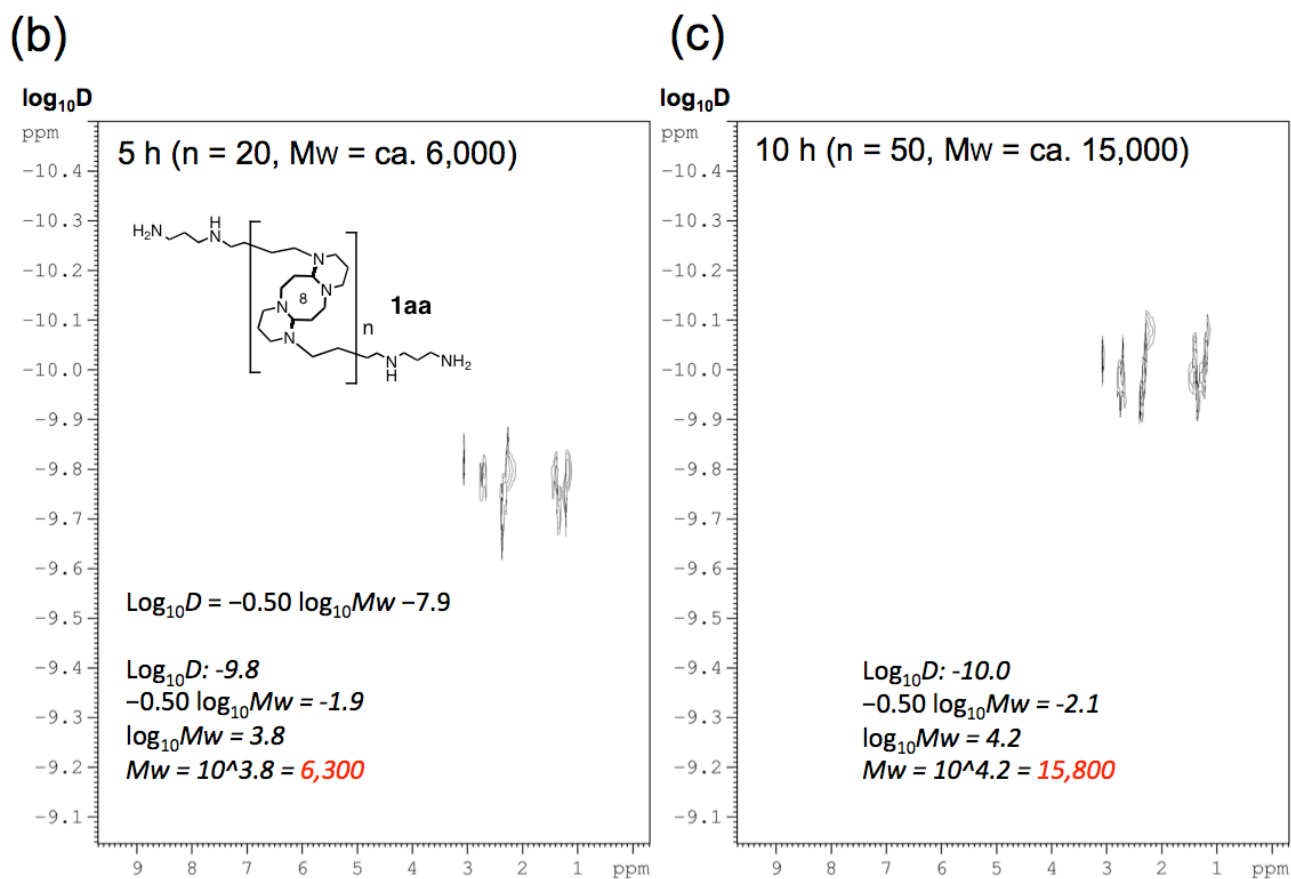 (b)
log₁₀D
ppm
5 h (n = 20, Mw = ca. 6,000)
−10.4
−10.3
−10.2
−10.1
−10.0
−9.9
−9.8
−9.7
−9.6
−9.5
−9.4
−9.3
−9.2
−9.1
H₂N
H
N
N
N
8
N
N
n
1aa
N
H
NH₂
Log₁₀D = −0.50 log₁₀Mw −7.9
Log₁₀D: -9.8
−0.50 log₁₀Mw = -1.9
log₁₀Mw = 3.8
Mw = 10^3.8 = 6,300
9 8 7 6 5 4 3 2 1 ppm
(c)
log₁₀D
ppm
10 h (n = 50, Mw = ca. 15,000)
−10.4
−10.3
−10.2
−10.1
−10.0
−9.9
−9.8
−9.7
−9.6
−9.5
−9.4
−9.3
−9.2
−9.1
Log₁₀D: -10.0
−0.50 log₁₀Mw = -2.1
log₁₀Mw = 4.2
Mw = 10^4.2 = 15,800
9 8 7 6 5 4 3 2 1 ppm